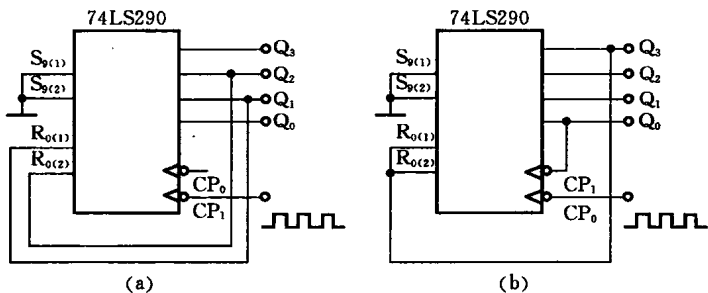 74LS290
S9(1)
S9(2)
R0(1)
R0(2)
Q3
Q2
Q1
Q0
CP0
CP1
(a)
74LS290
S9(1)
S9(2)
R0(1)
R0(2)
Q3
Q2
Q1
Q0
CP1
CP0
(b)